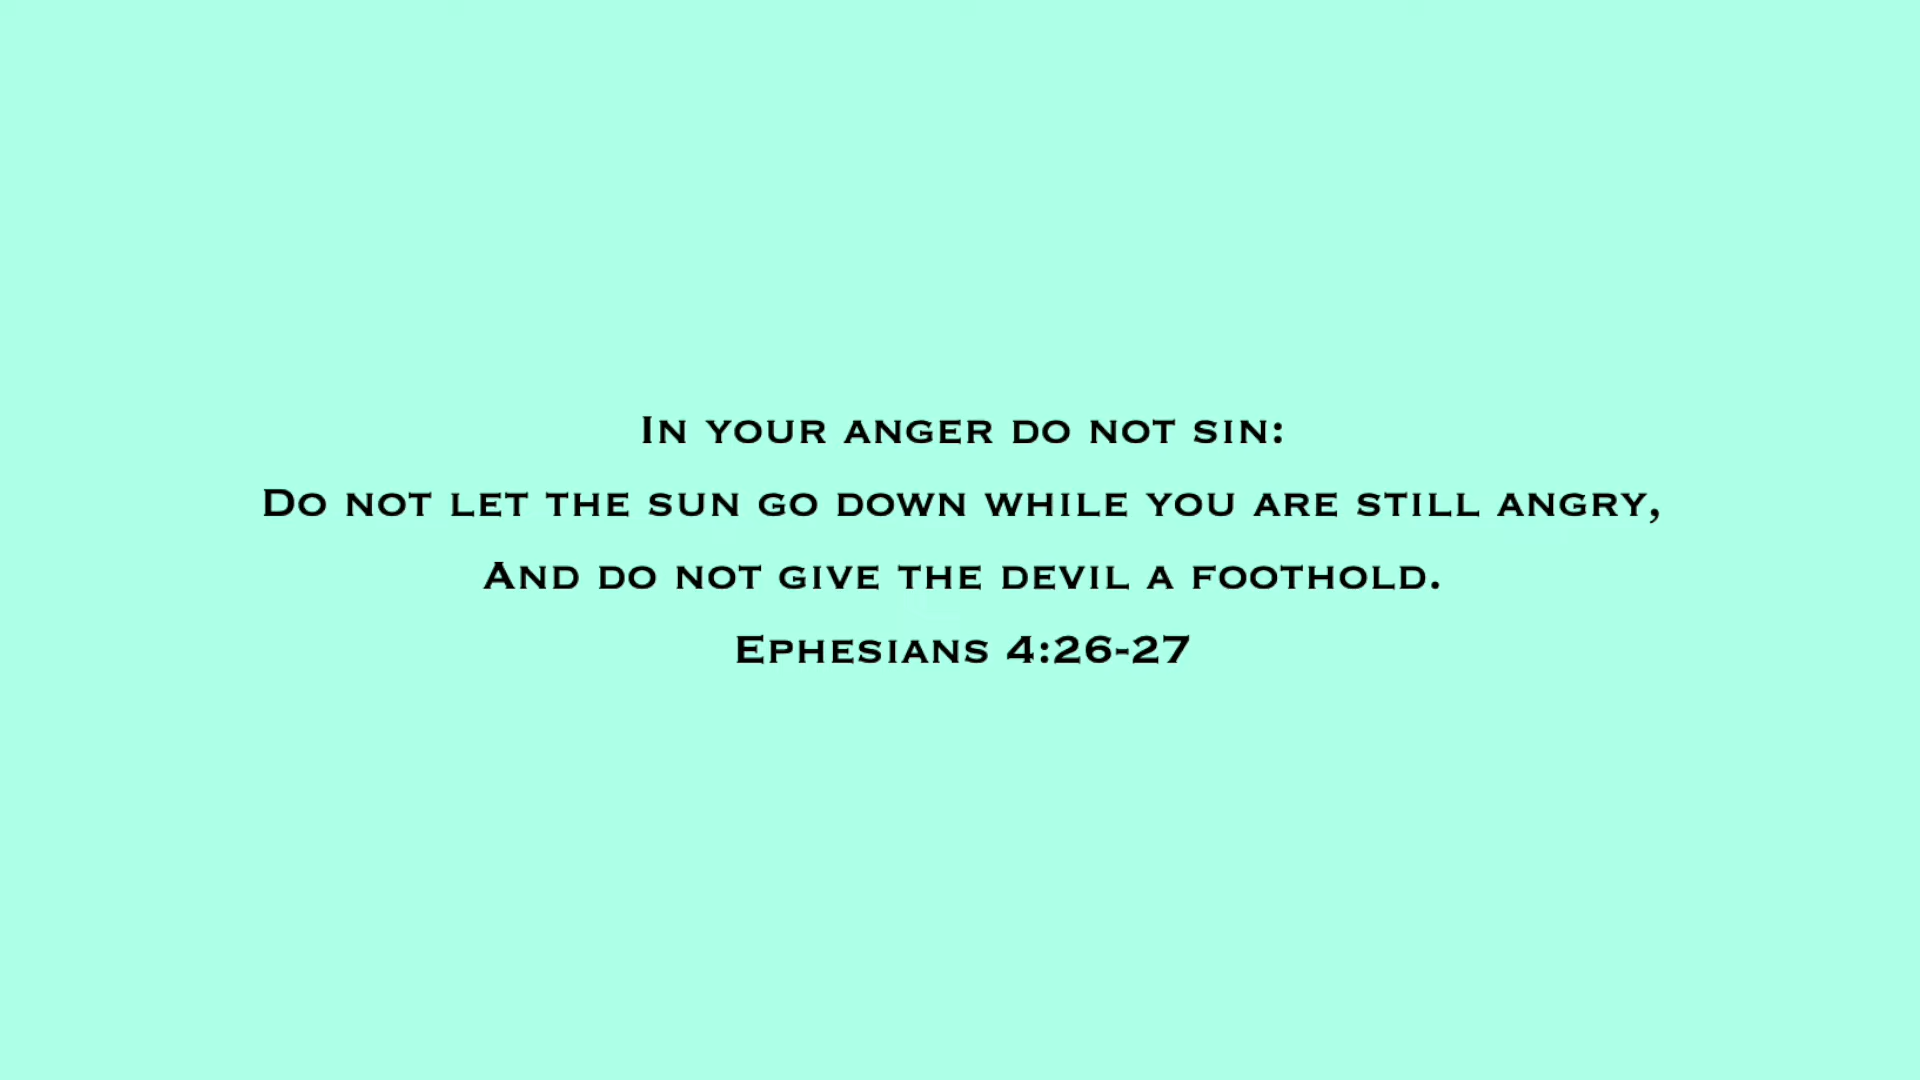 In your anger do not sin:
Do not let the sun go down while you are still angry,
And do not give the devil a foothold.
Ephesians 4:26-27